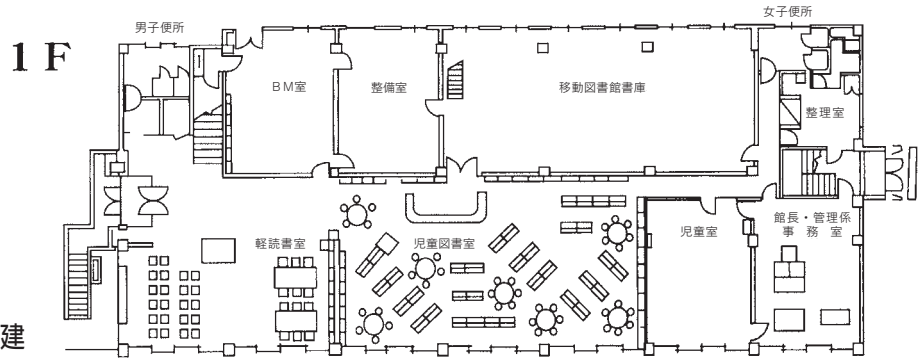 1F
男子便所
女子便所
BM室
整備室
移動図書館書庫
整理室
軽読書室
児童図書室
児童室
館長・管理係
事務室
建